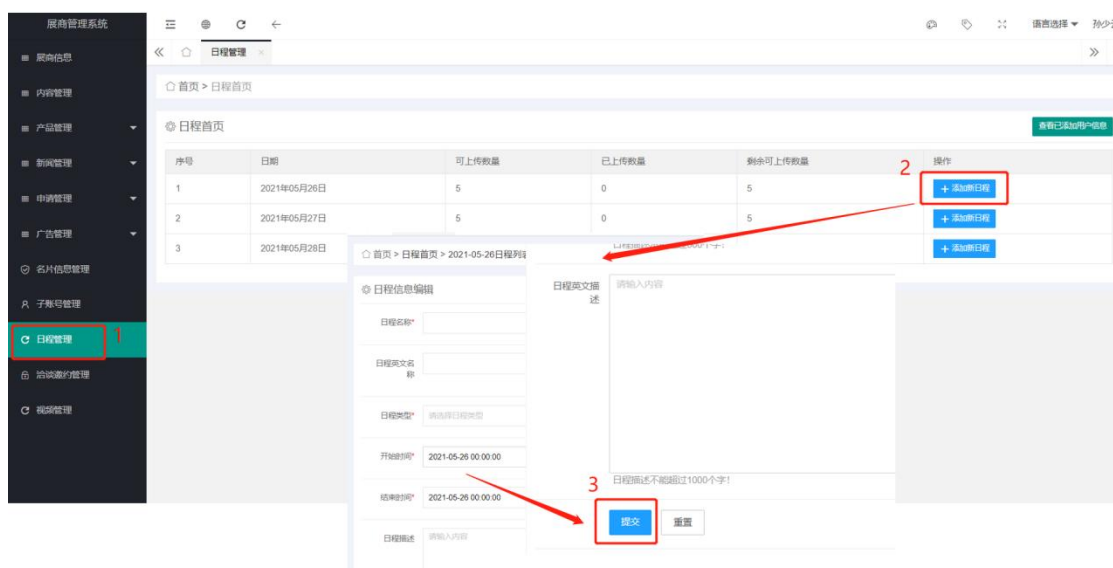 展商管理系统
语言选择
展商信息
日程管理
内容管理
首页 > 日程首页
产品管理
日程首页
查看已添加用户信息
新闻管理
序号 日期 可上传数量 已上传数量 剩余可上传数量 操作
2
1 2021年05月26日 5 0 5 + 添加新日程
申请管理
2 2021年05月27日 5 0 5 + 添加新日程
广告管理
3 2021年05月28日 + 添加新日程
名片信息管理
子账号管理
日程管理 1
洽谈邀约管理
视频管理
首页 > 日程首页 > 2021-05-26日程列
日程信息编辑
日程名称*
日程英文名称
日程类型* 请选择日程类型
开始时间* 2021-05-26 00:00:00
结束时间* 2021-05-26 00:00:00
日程描述 请输入内容
日程英文描述 请输入内容
日程描述不能超过1000个字!
3
提交 重置